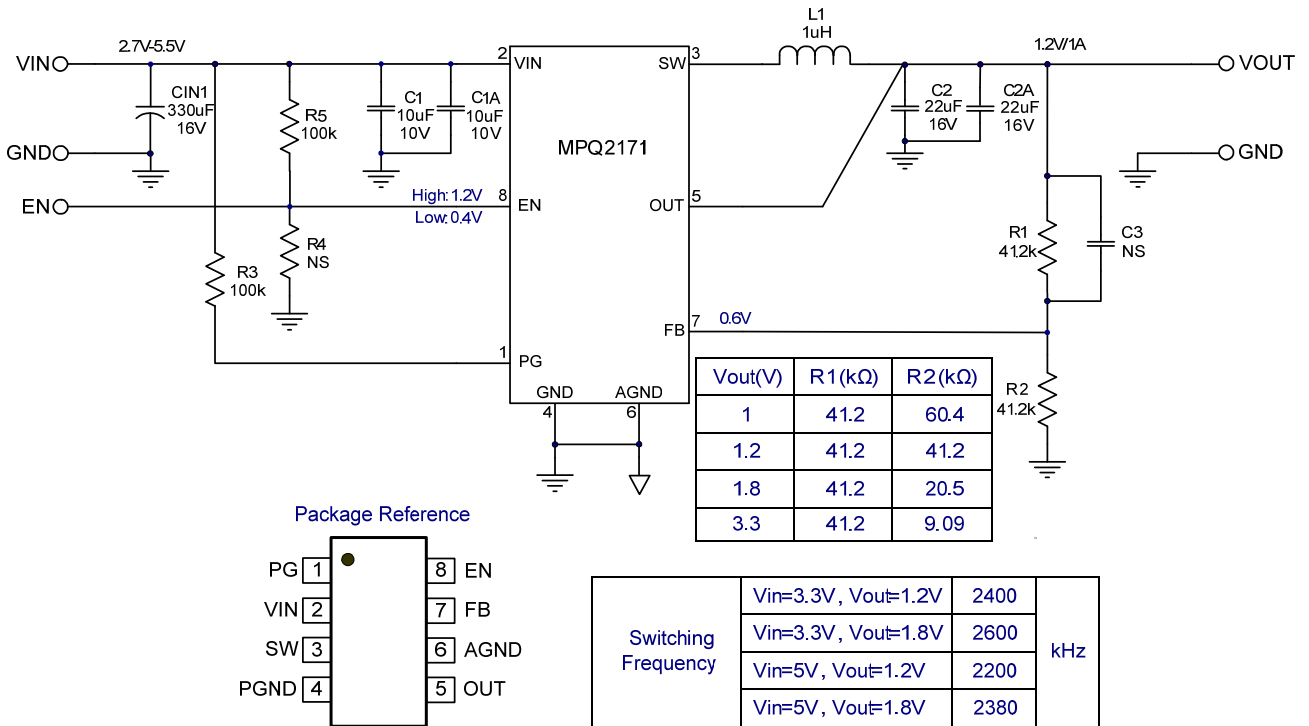 L1
1uH
2.7V-5.5V
1.2V/1A
VIN
2
VIN
SW
3
VOUT
CIN1
330uF
16V
R5
100k
C1
10uF
10V
C1A
10uF
10V
C2
22uF
16V
C2A
22uF
16V
MPQ2171
GND
GND
EN
High:1.2V
Low:0.4V
8
EN
OUT
5
R4
NS
R3
100k
R1
41.2k
C3
NS
FB
7
0.6V
1
PG
GND
4
AGND
6
R2
41.2k
Vout(V) R1(kΩ) R2(kΩ)
1 41.2 60.4
1.2 41.2 41.2
1.8 41.2 20.5
3.3 41.2 9.09
Package Reference
PG 1 8 EN
VIN 2 7 FB
SW 3 6 AGND
PGND 4 5 OUT
Switching
Frequency
Vin=3.3V, Vout=1.2V 2400
Vin=3.3V, Vout=1.8V 2600
Vin=5V, Vout=1.2V 2200
Vin=5V, Vout=1.8V 2380
kHz